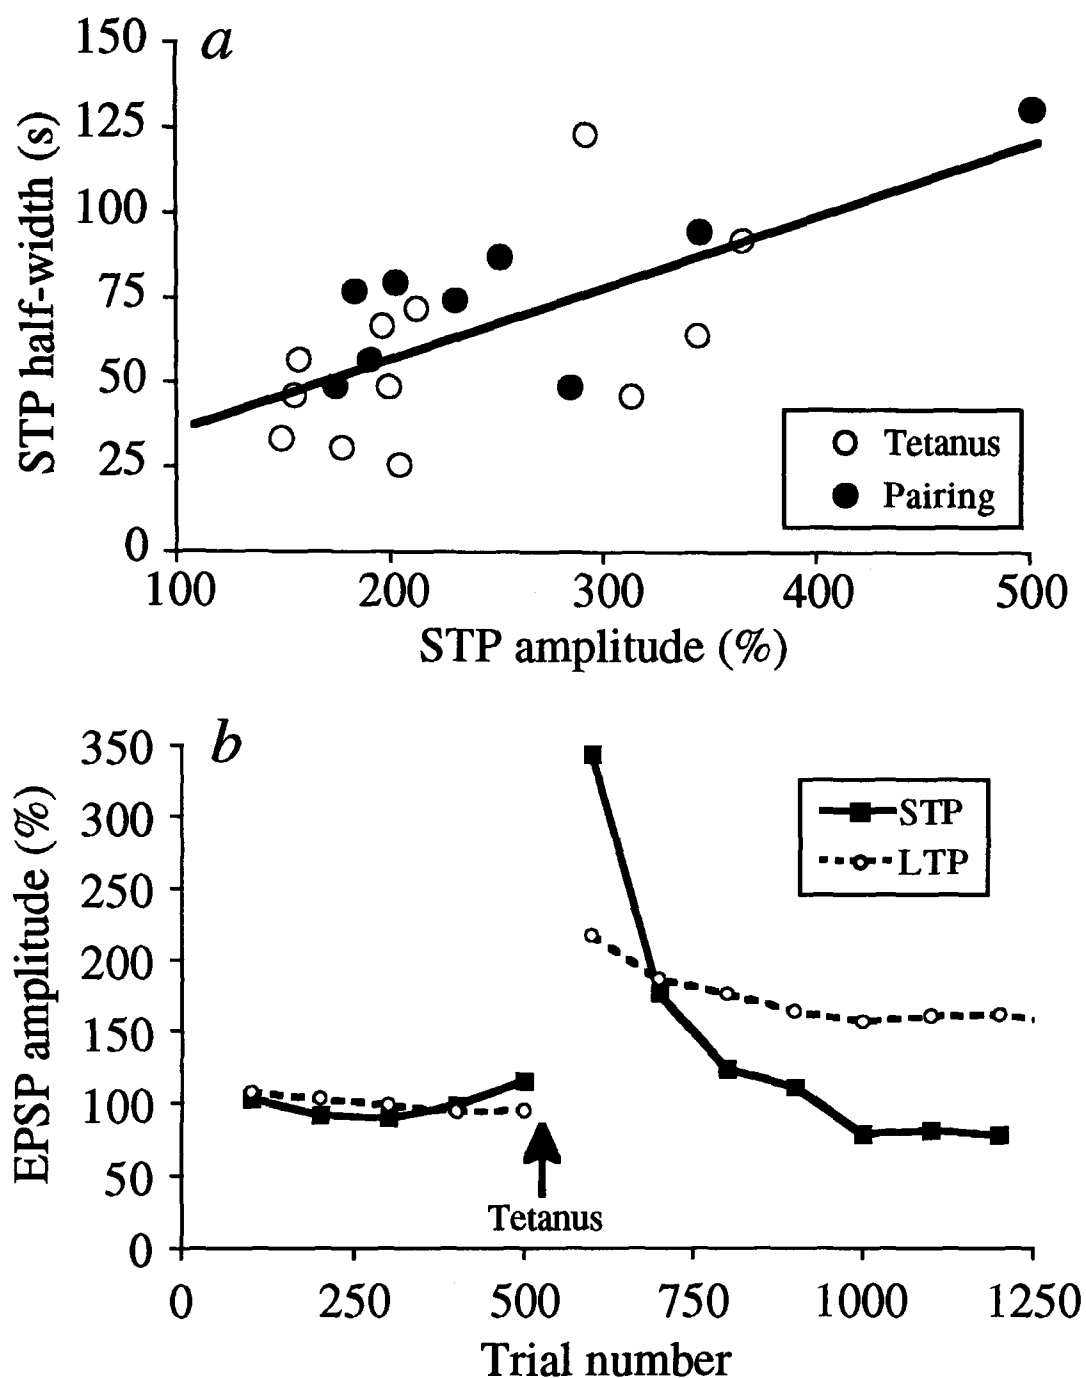 a
150
125
100
75
50
25
0
STP half-width (s)
Tetanus
Pairing
100 200 300 400 500
STP amplitude (%)
b
350
300
250
200
150
100
50
0
EPSP amplitude (%)
STP
LTP
Tetanus
0 250 500 750 1000 1250
Trial number